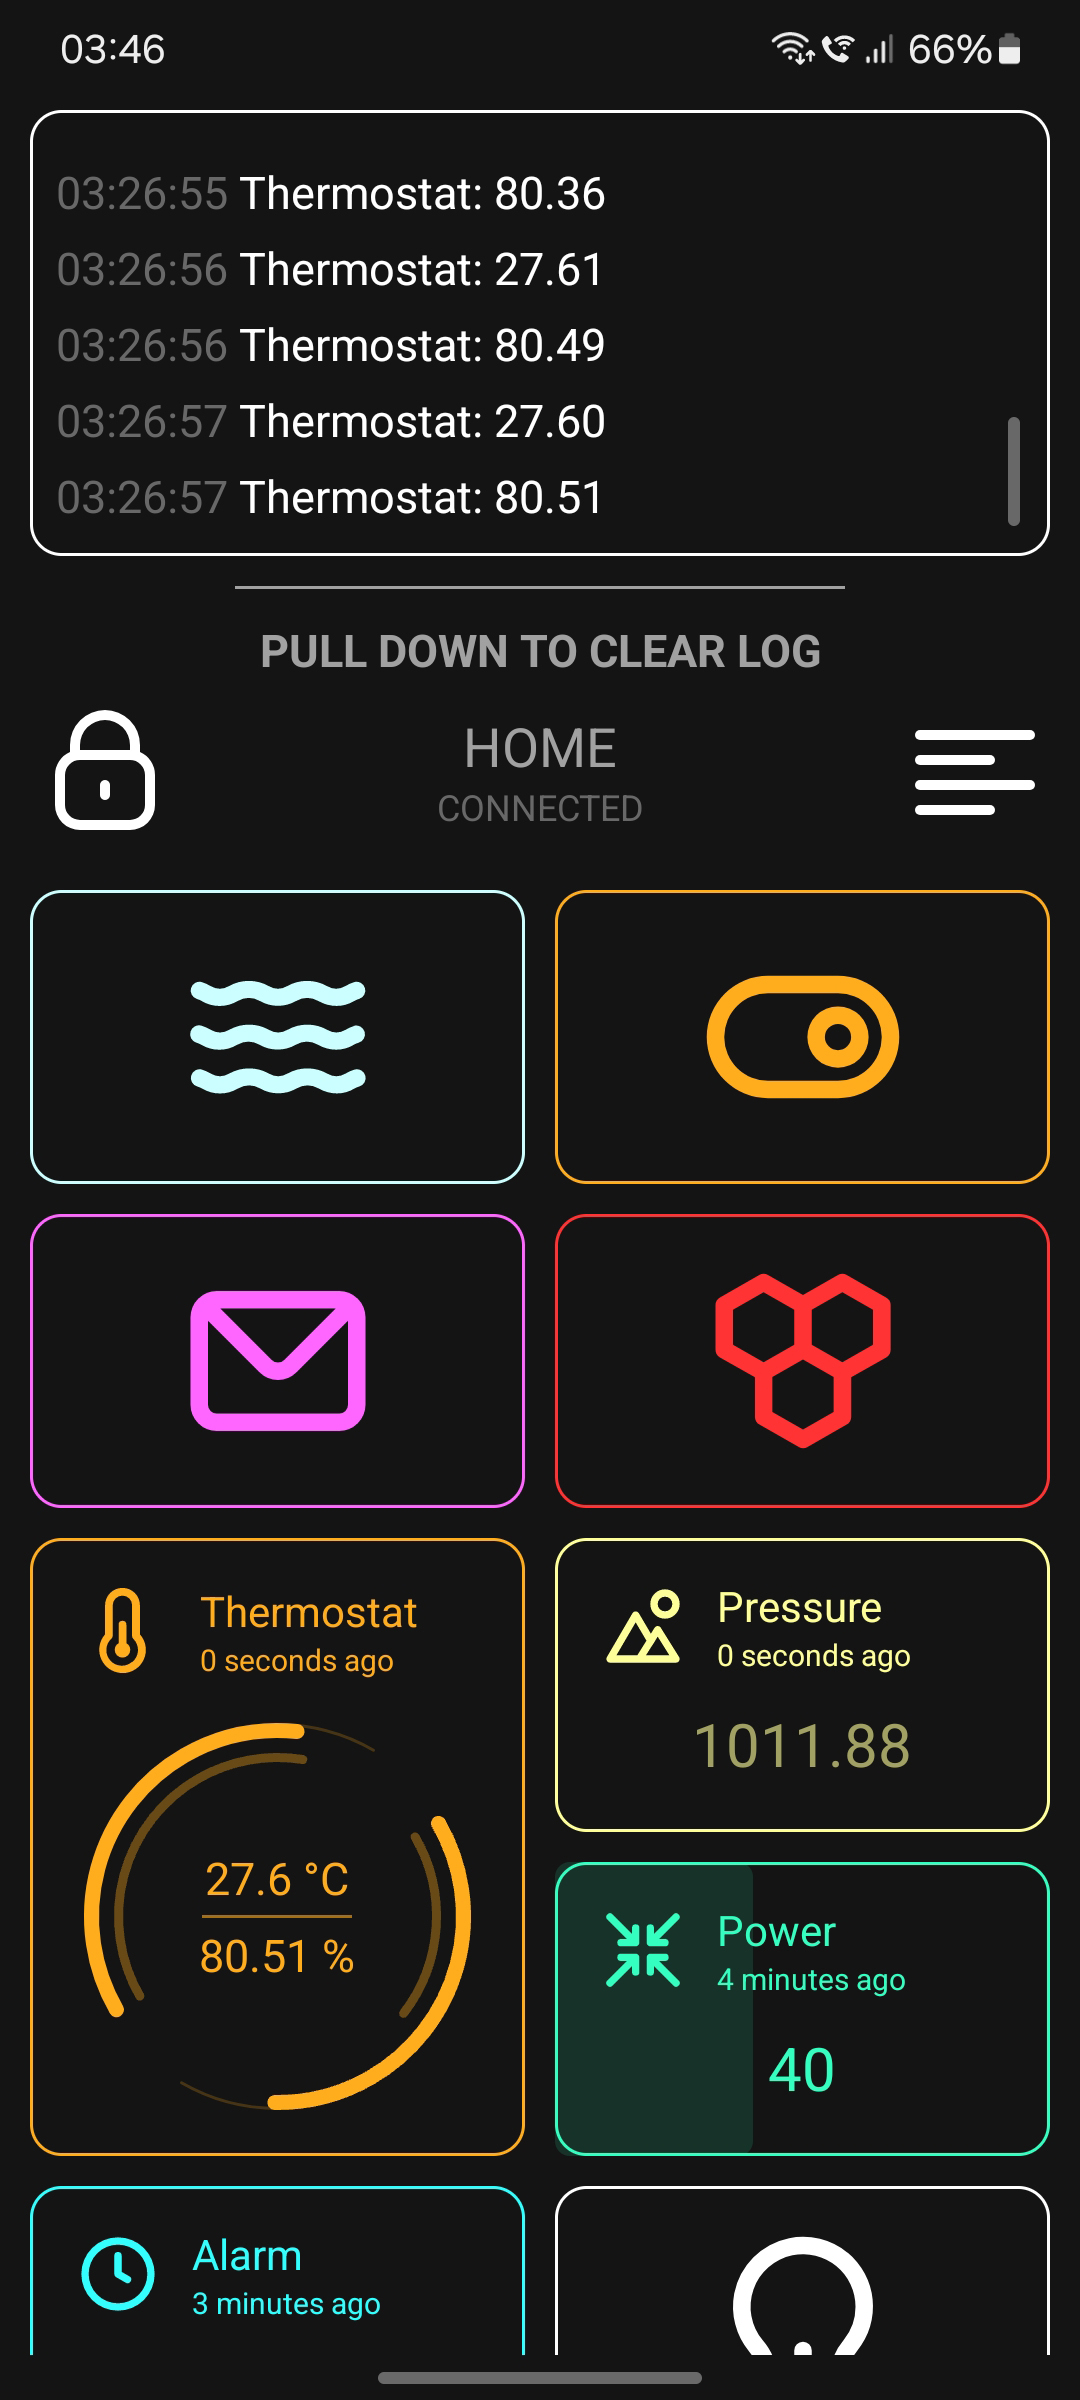 03:46
66%
03:26:55 Thermostat: 80.36
03:26:56 Thermostat: 27.61
03:26:56 Thermostat: 80.49
03:26:57 Thermostat: 27.60
03:26:57 Thermostat: 80.51
PULL DOWN TO CLEAR LOG
HOME
CONNECTED
Thermostat
0 seconds ago
27.6 °C
80.51 %
Pressure
0 seconds ago
1011.88
Power
4 minutes ago
40
Alarm
3 minutes ago